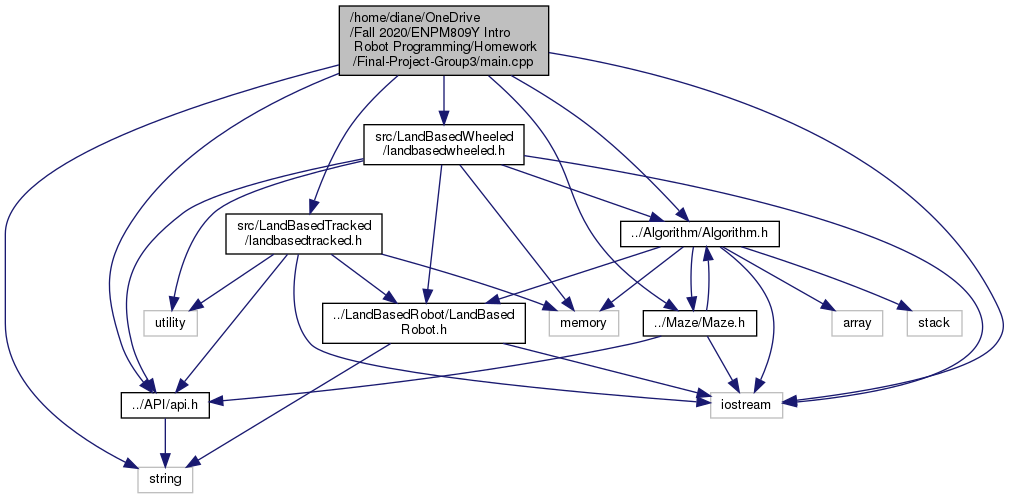 /home/diane/OneDrive
/Fall 2020/ENPM809Y Intro
Robot Programming/Homework
/Final-Project-Group3/main.cpp
src/LandBasedWheeled
/landbasedwheeled.h
src/LandBasedTracked
/landbasedtracked.h
../Algorithm/Algorithm.h
utility
../LandBasedRobot/LandBased
Robot.h
memory
../Maze/Maze.h
array
stack
../API/api.h
iostream
string